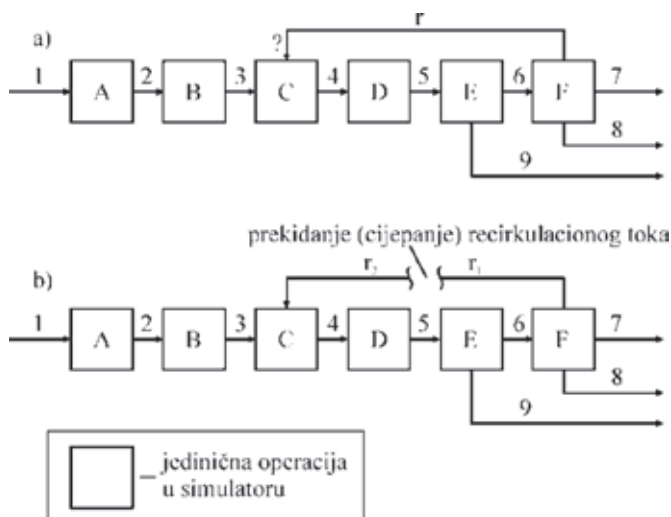 r
a)
?
1 2 3 4 5 6 7
A B C D E F
8
9
prekidanje (cijepanje) recirkulacionog toka
r₂ r₁
b)
1 2 3 4 5 6 7
A B C D E F
8
9
– jedinična operacija
u simulatoru